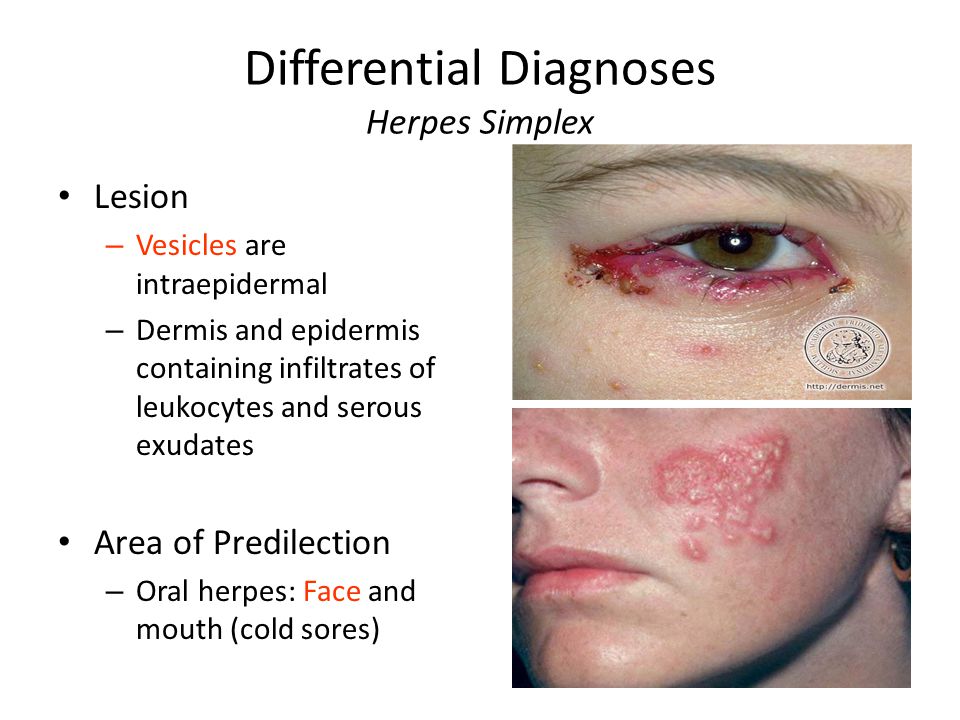 Differential Diagnoses
Herpes Simplex
• Lesion
– Vesicles are
intraepidermal
– Dermis and epidermis
containing infiltrates of
leukocytes and serous
exudates
• Area of Predilection
– Oral herpes: Face and
mouth (cold sores)
http://dermis.net